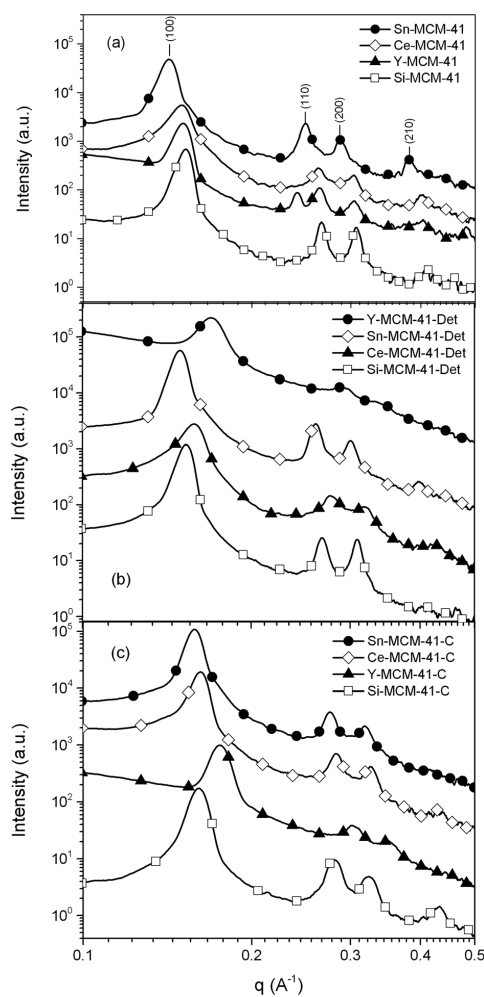 (a)
(100)
(110)
(200)
(210)
Sn-MCM-41
Ce-MCM-41
Y-MCM-41
Si-MCM-41
Intensity (a.u.)
10^5
10^4
10^3
10^2
10^1
10^0
Y-MCM-41-Det
Sn-MCM-41-Det
Ce-MCM-41-Det
Si-MCM-41-Det
(b)
Intensity (a.u.)
10^5
10^4
10^3
10^2
10^1
10^0
(c)
Sn-MCM-41-C
Ce-MCM-41-C
Y-MCM-41-C
Si-MCM-41-C
Intensity (a.u.)
10^5
10^4
10^3
10^2
10^1
10^0
0.1 0.2 0.3 0.4 0.5
q (A^-1)